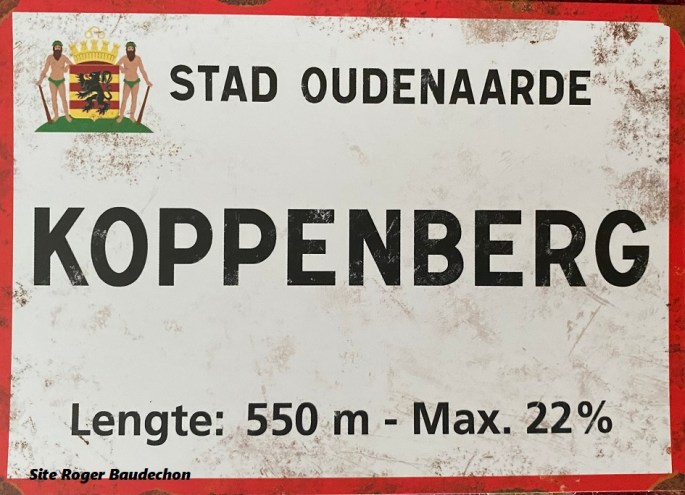 STAD OUDENAARDE
KOPPENBERG
Lengte: 550 m - Max. 22%
Site Roger Baudechon